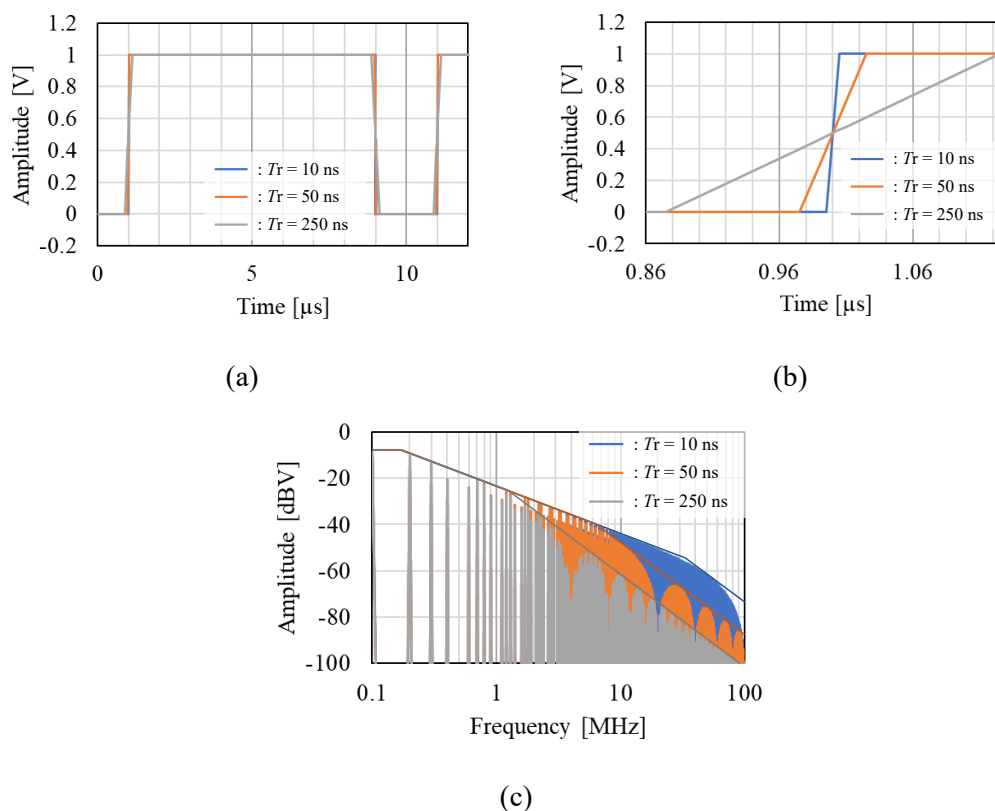 Amplitude [V]
1.2
1
0.8
0.6
0.4
0.2
0
-0.2
: Tr = 10 ns
: Tr = 50 ns
: Tr = 250 ns
0 5 10
Time [µs]
(a)
Amplitude [V]
1.2
1
0.8
0.6
0.4
0.2
0
-0.2
: Tr = 10 ns
: Tr = 50 ns
: Tr = 250 ns
0.86 0.96 1.06
Time [µs]
(b)
Amplitude [dBV]
0
-20
-40
-60
-80
-100
: Tr = 10 ns
: Tr = 50 ns
: Tr = 250 ns
0.1 1 10 100
Frequency [MHz]
(c)